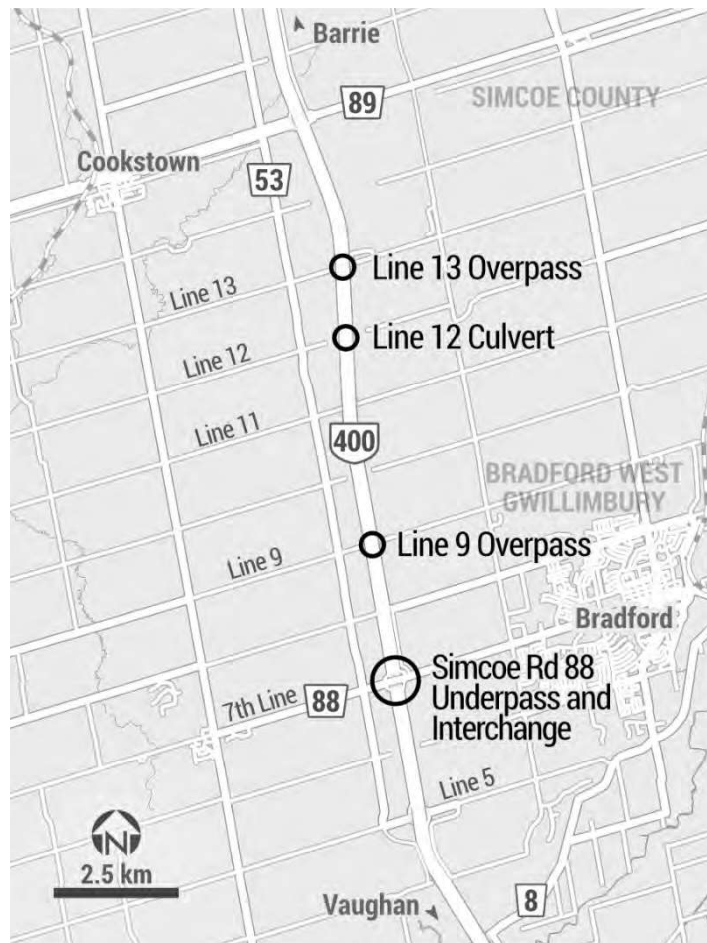 Barrie
89
SIMCOE COUNTY
Cookstown
53
Line 13 Overpass
Line 13
Line 12 Culvert
Line 12
Line 11
400
BRADFORD WEST
GWILLIMBURY
Line 9 Overpass
Line 9
Bradford
Simcoe Rd 88
Underpass and
Interchange
7th Line
88
Line 5
N
2.5 km
8
Vaughan